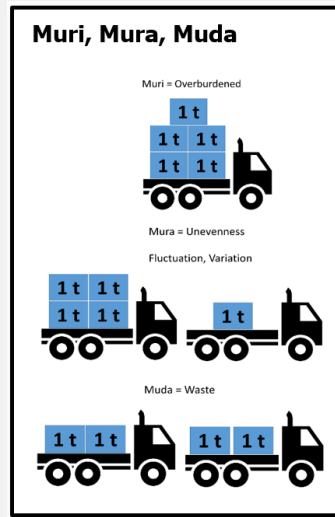 Muri, Mura, Muda
Muri = Overburdened
1 t
1 t 1 t
1 t 1 t
Mura = Unevenness
Fluctuation, Variation
1 t 1 t
1 t 1 t 1 t
Muda = Waste
1 t 1 t 1 t 1 t